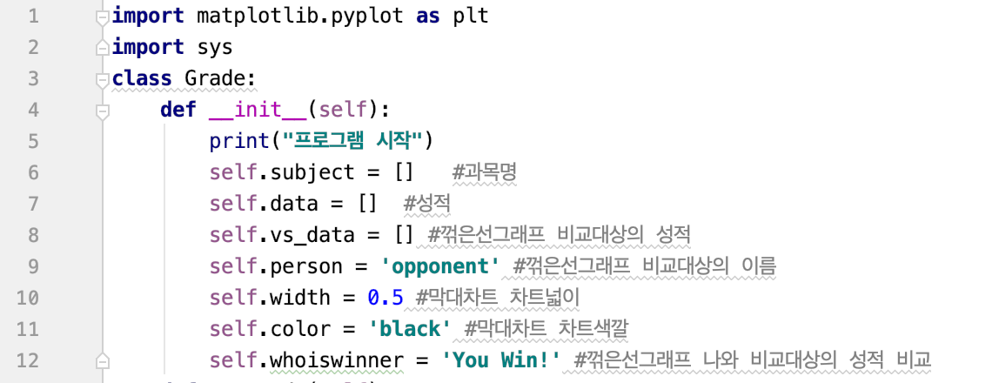 1 import matplotlib.pyplot as plt
2 import sys
3 class Grade:
4 def __init__(self):
5 print("프로그램 시작")
6 self.subject = [] #과목명
7 self.data = [] #성적
8 self.vs_data = [] #꺾은선그래프 비교대상의 성적
9 self.person = 'opponent' #꺾은선그래프 비교대상의 이름
10 self.width = 0.5 #막대차트 차트넓이
11 self.color = 'black' #막대차트 차트색깔
12 self.whoiswinner = 'You Win!' #꺾은선그래프 나와 비교대상의 성적 비교